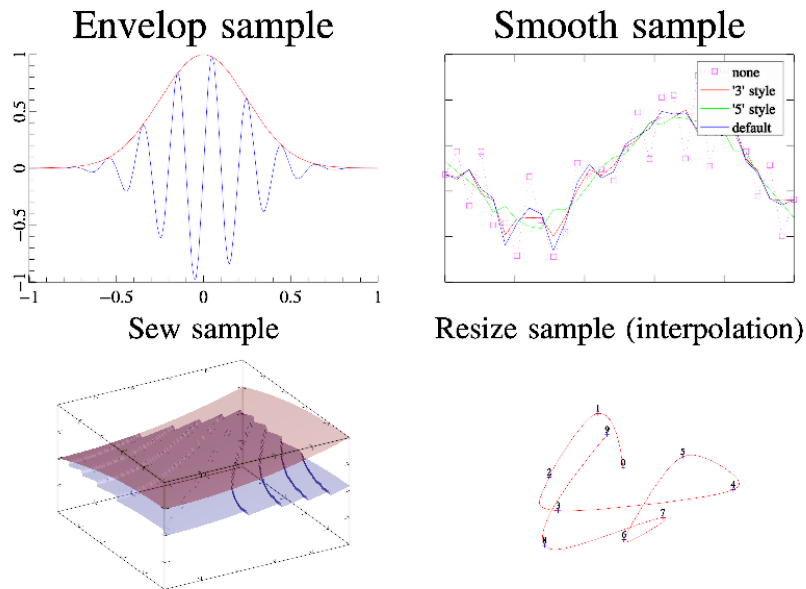 Envelop sample
Smooth sample
1
0.5
0
−0.5
−1
−1
−0.5
0
0.5
1
none
'3' style
'5' style
default
Sew sample
Resize sample (interpolation)
1
9
0
5
2
4
3
7
6
8